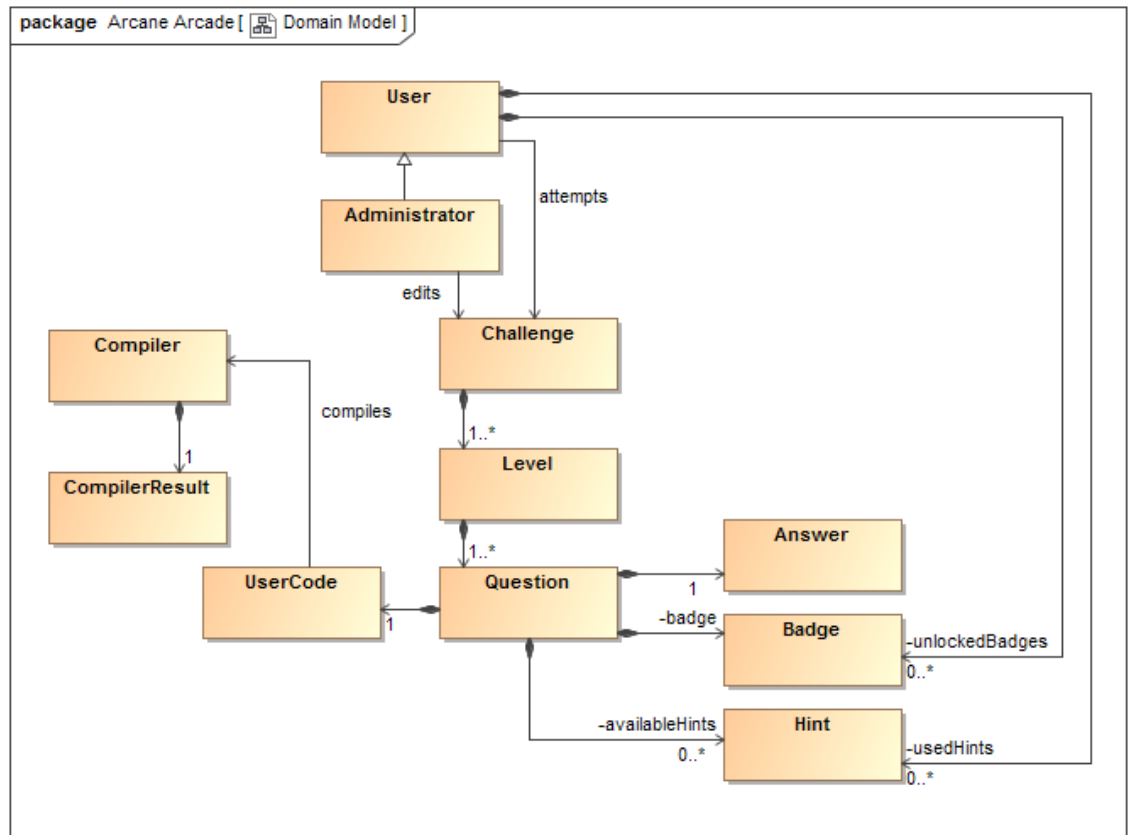 package Arcane Arcade [ Domain Model ]
User
attempts
Administrator
edits
Challenge
Compiler
compiles
1..*
1
Level
CompilerResult
1..*
Answer
UserCode
Question
1
1
-badge
Badge
-unlockedBadges
0..*
-availableHints
0..*
Hint
-usedHints
0..*